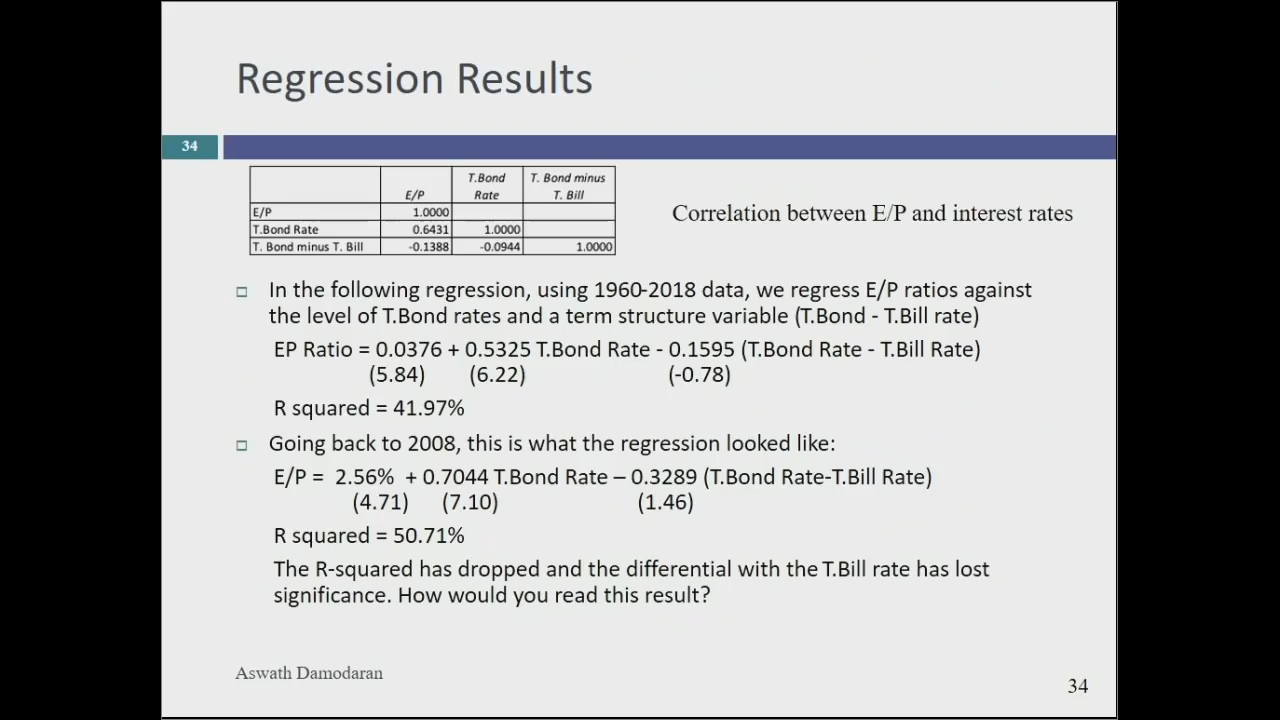 Regression Results
34
T.Bond T. Bond minus
E/P Rate T. Bill
E/P 1.0000
T.Bond Rate 0.6431 1.0000
T. Bond minus T. Bill -0.1388 -0.0944 1.0000
Correlation between E/P and interest rates
In the following regression, using 1960-2018 data, we regress E/P ratios against
the level of T.Bond rates and a term structure variable (T.Bond - T.Bill rate)
EP Ratio = 0.0376 + 0.5325 T.Bond Rate - 0.1595 (T.Bond Rate - T.Bill Rate)
(5.84) (6.22) (-0.78)
R squared = 41.97%
Going back to 2008, this is what the regression looked like:
E/P = 2.56% + 0.7044 T.Bond Rate – 0.3289 (T.Bond Rate-T.Bill Rate)
(4.71) (7.10) (1.46)
R squared = 50.71%
The R-squared has dropped and the differential with the T.Bill rate has lost
significance. How would you read this result?
Aswath Damodaran
34